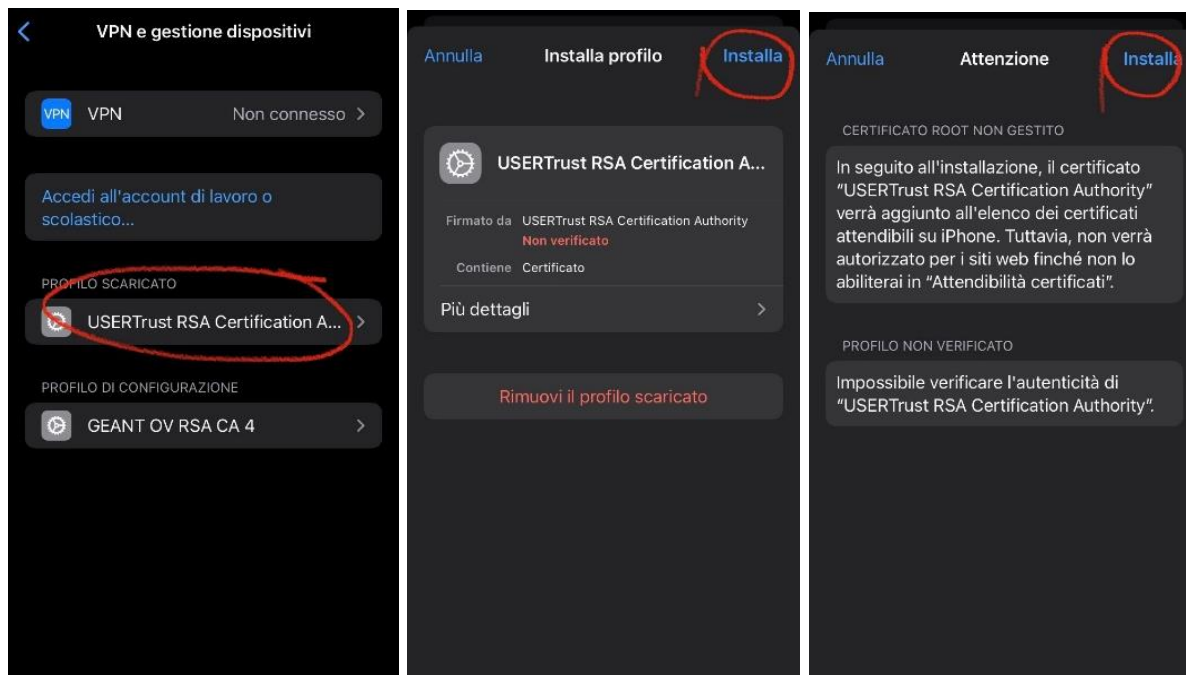 VPN e gestione dispositivi
VPN
VPN
Non connesso
Accedi all'account di lavoro o
scolastico...
PROFILO SCARICATO
USERTrust RSA Certification A...
PROFILO DI CONFIGURAZIONE
GEANT OV RSA CA 4
Annulla
Installa profilo
Installa
USERTrust RSA Certification A...
Firmato da USERTrust RSA Certification Authority
Non verificato
Contiene Certificato
Più dettagli
Rimuovi il profilo scaricato
Annulla
Attenzione
Installa
CERTIFICATO ROOT NON GESTITO
In seguito all'installazione, il certificato
“USERTrust RSA Certification Authority”
verrà aggiunto all'elenco dei certificati
attendibili su iPhone. Tuttavia, non verrà
autorizzato per i siti web finché non lo
abiliterai in “Attendibilità certificati”.
PROFILO NON VERIFICATO
Impossibile verificare l'autenticità di
“USERTrust RSA Certification Authority”.